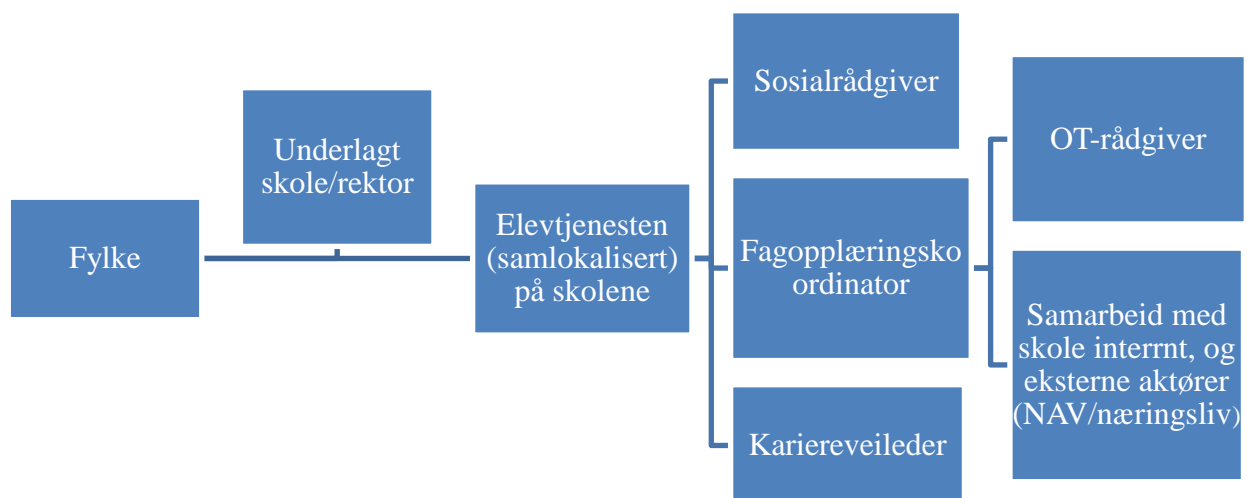 Fylke
Underlagt
skole/rektor
Elevtjenesten
(samlokalisert)
på skolene
Sosialrådgiver
Fagopplæringsko
ordinator
Kariereveileder
OT-rådgiver
Samarbeid med
skole interrnt, og
eksterne aktører
(NAV/næringsliv)